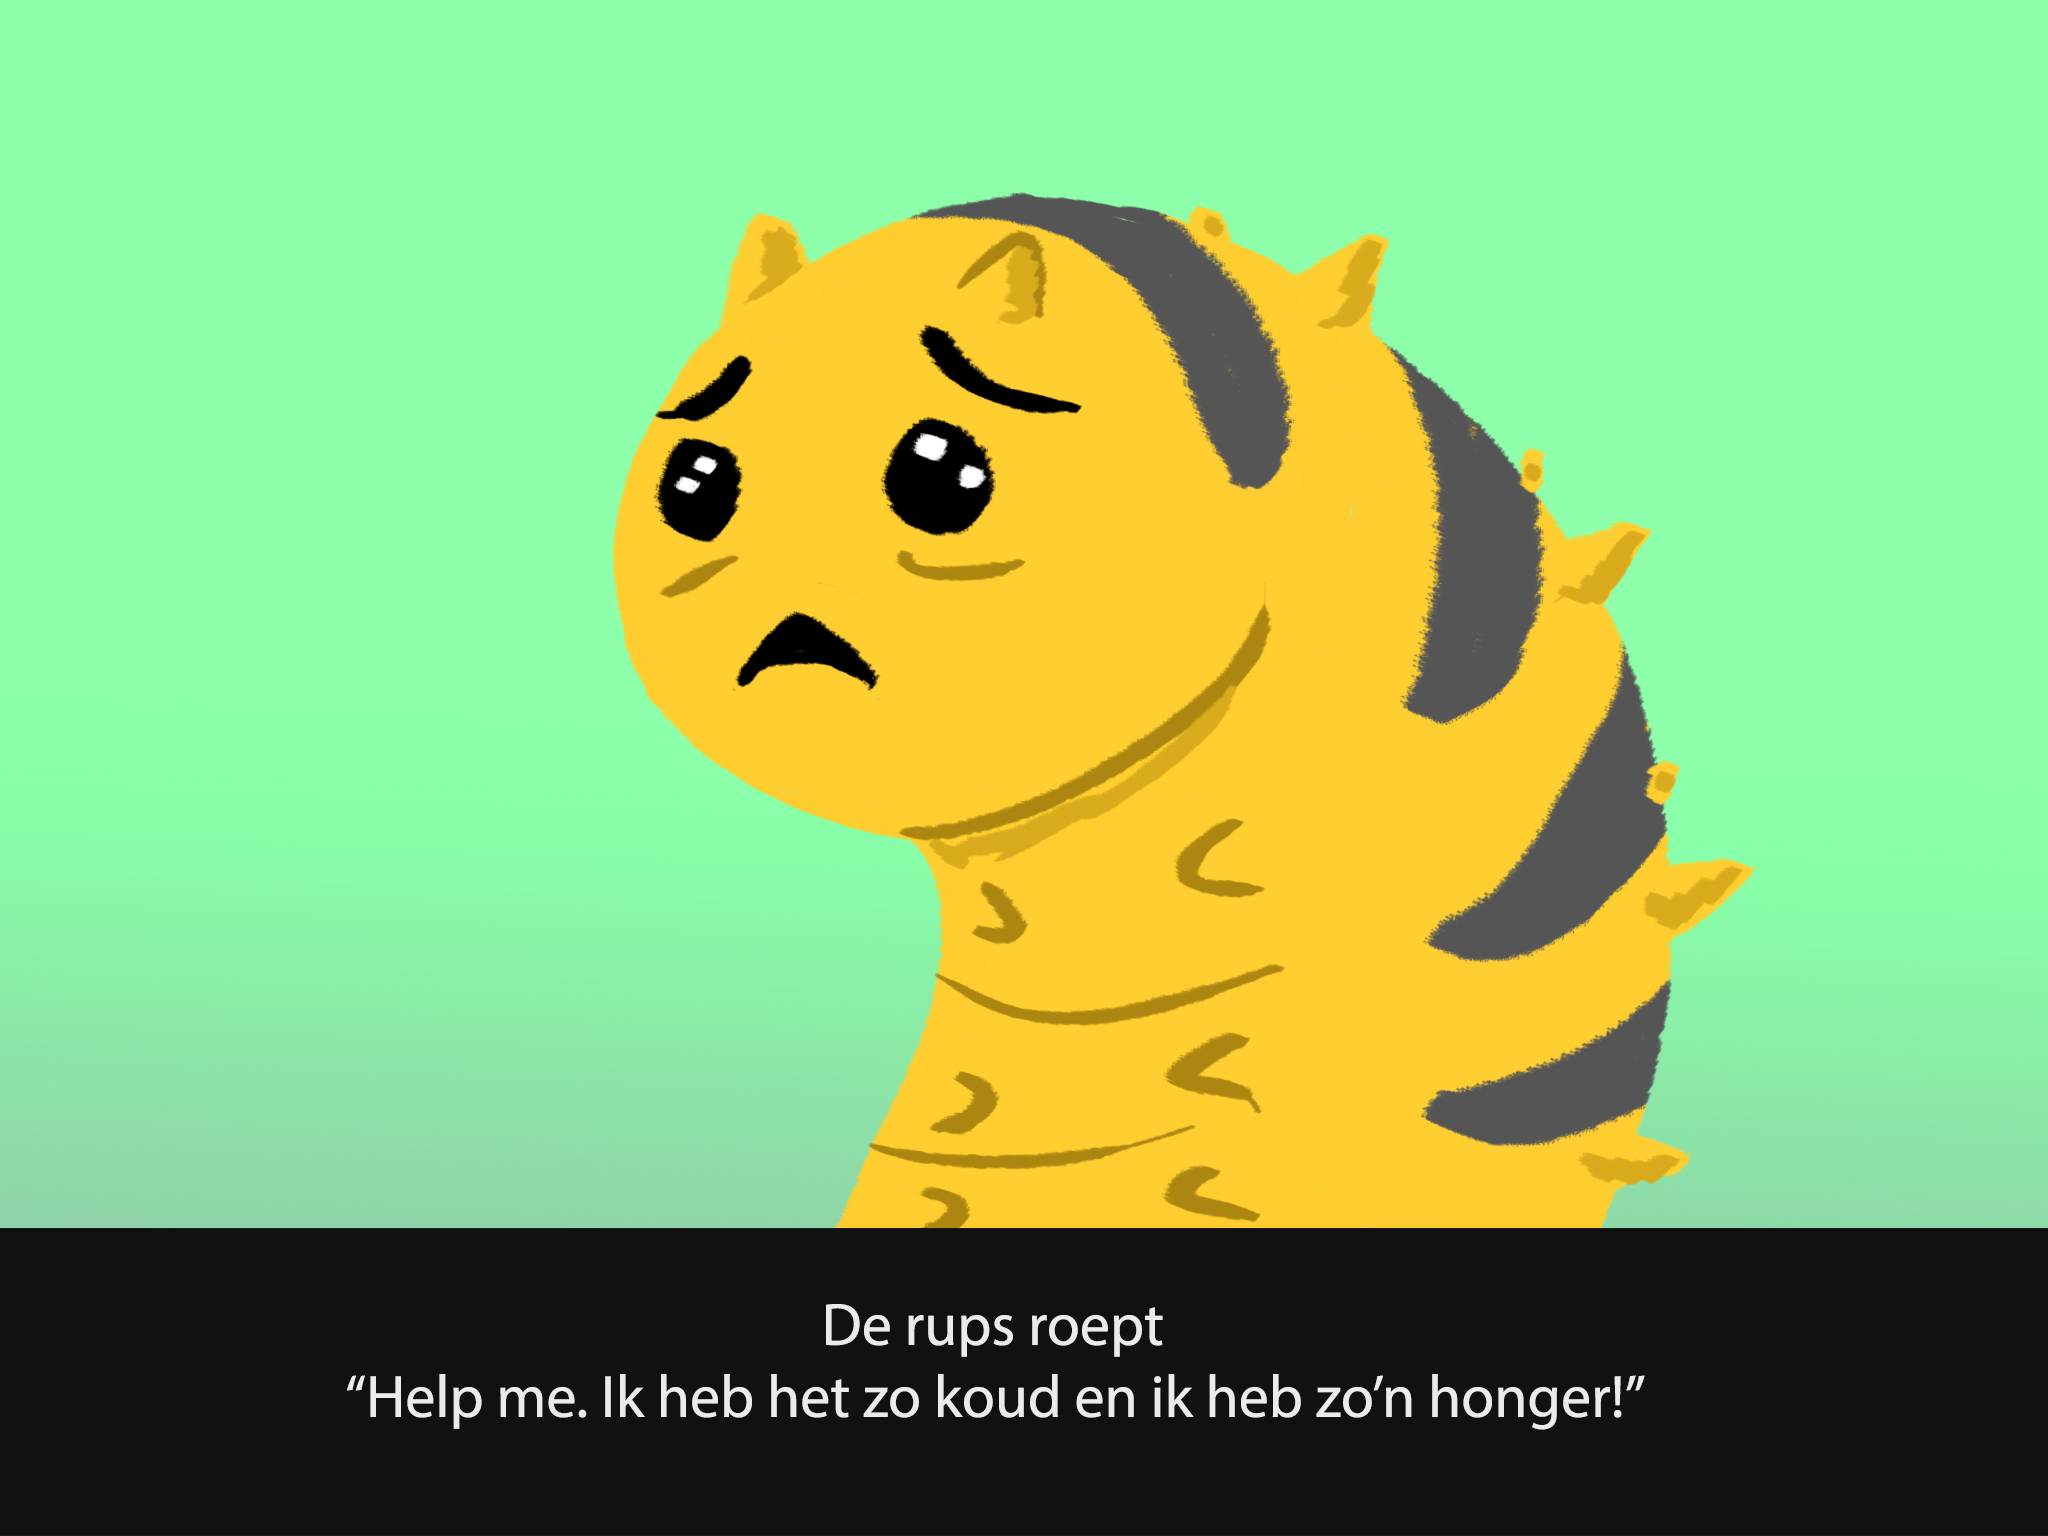 De rups roept
“Help me. Ik heb het zo koud en ik heb zo’n honger!”